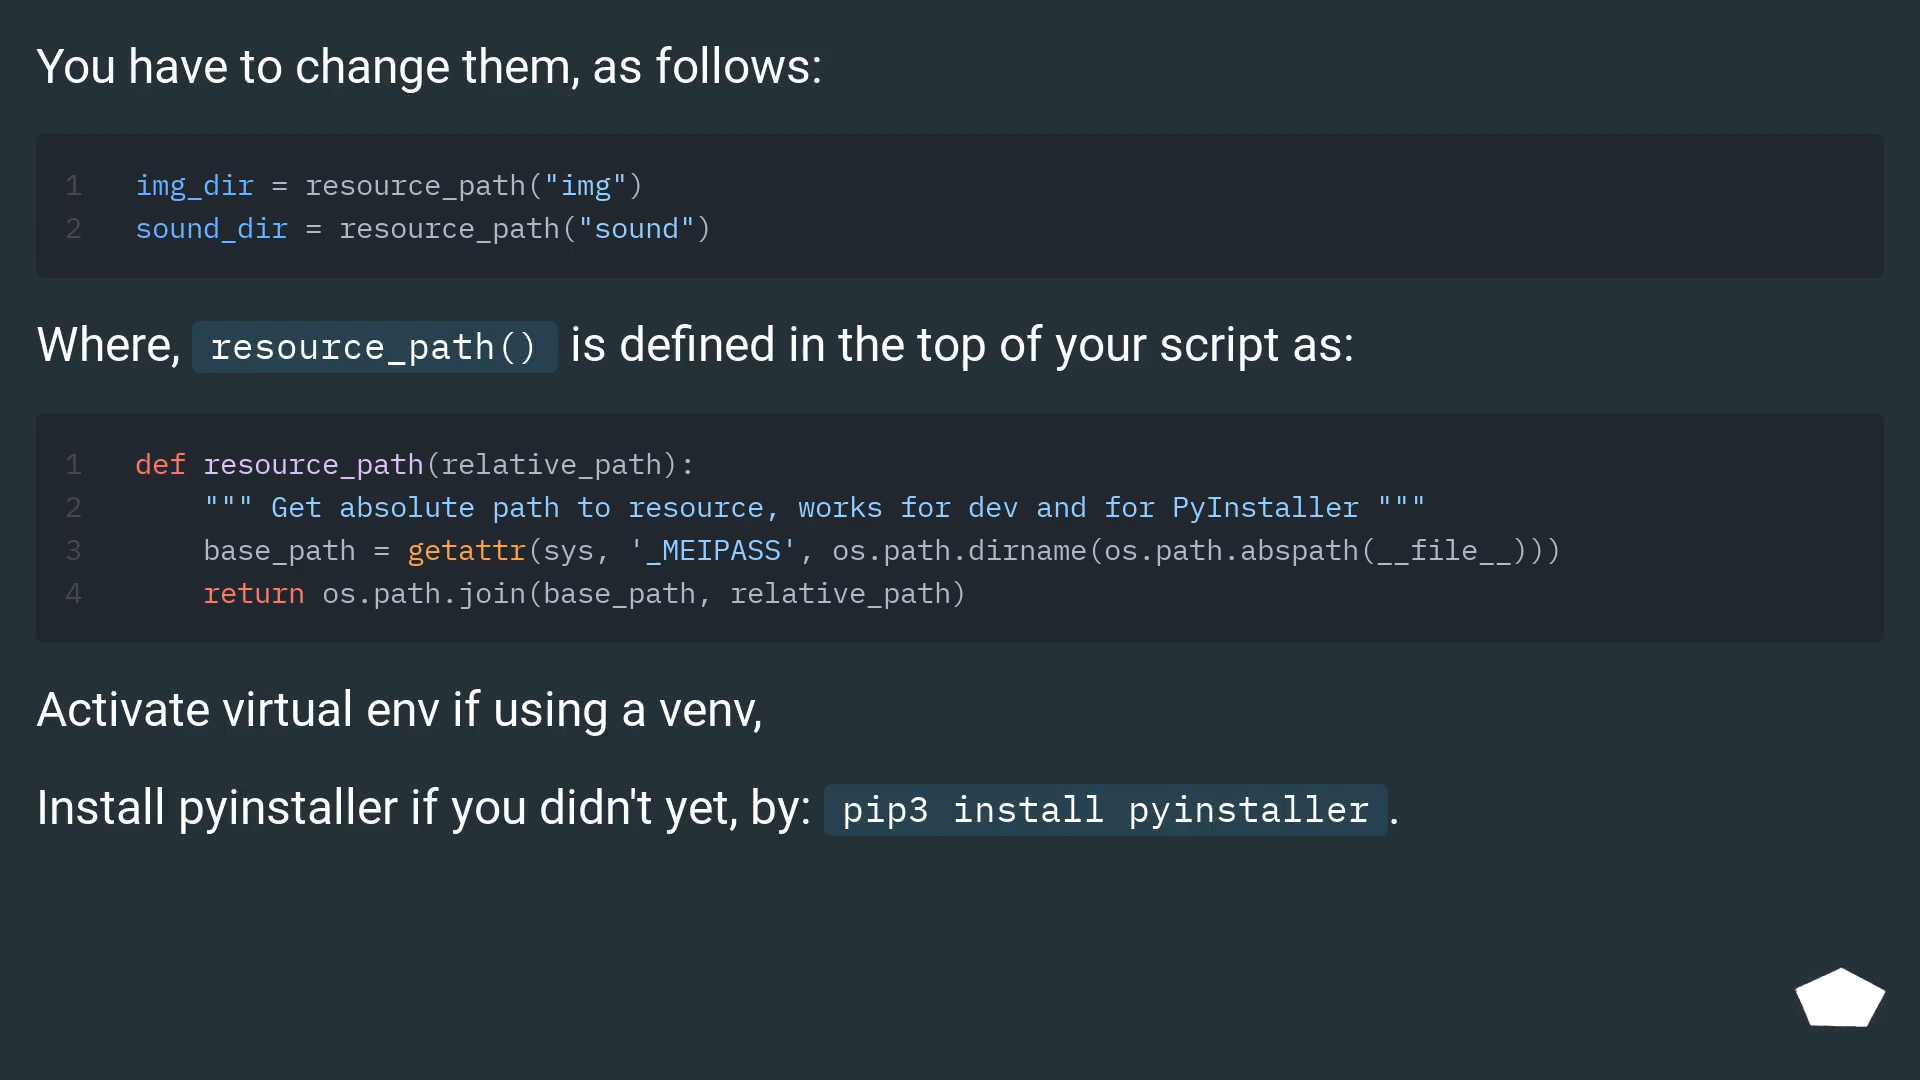 You have to change them, as follows:
1 img_dir = resource_path("img")
2 sound_dir = resource_path("sound")
Where, resource_path() is defined in the top of your script as:
1 def resource_path(relative_path):
2     """ Get absolute path to resource, works for dev and for PyInstaller """
3     base_path = getattr(sys, '_MEIPASS', os.path.dirname(os.path.abspath(__file__)))
4     return os.path.join(base_path, relative_path)
Activate virtual env if using a venv,
Install pyinstaller if you didn't yet, by: pip3 install pyinstaller.